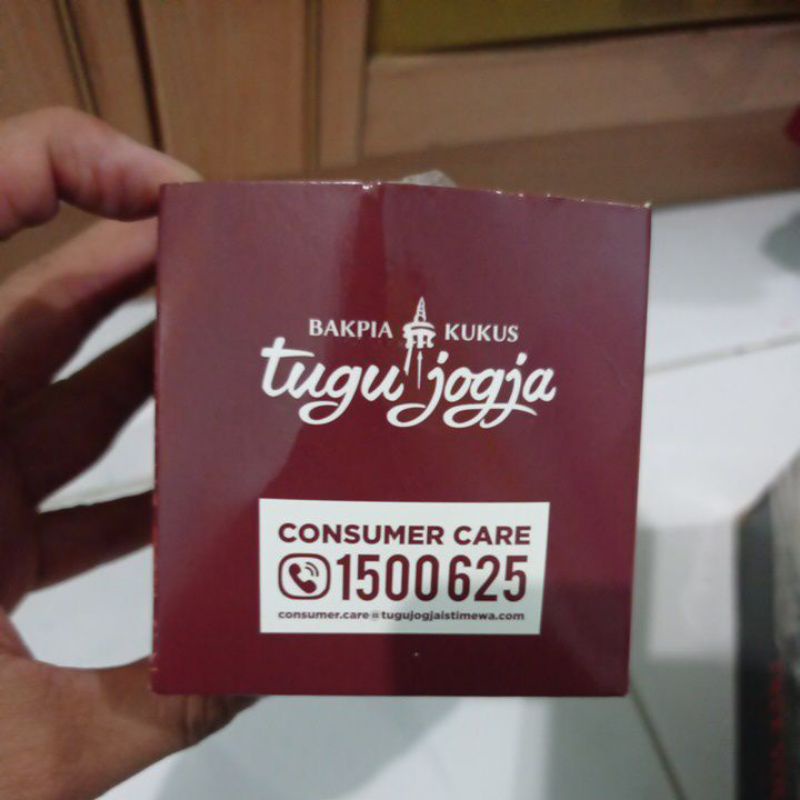 BAKPIA KUKUS
tugu jogja
CONSUMER CARE
1500625
consumer.care@tugujogjaistimewa.com